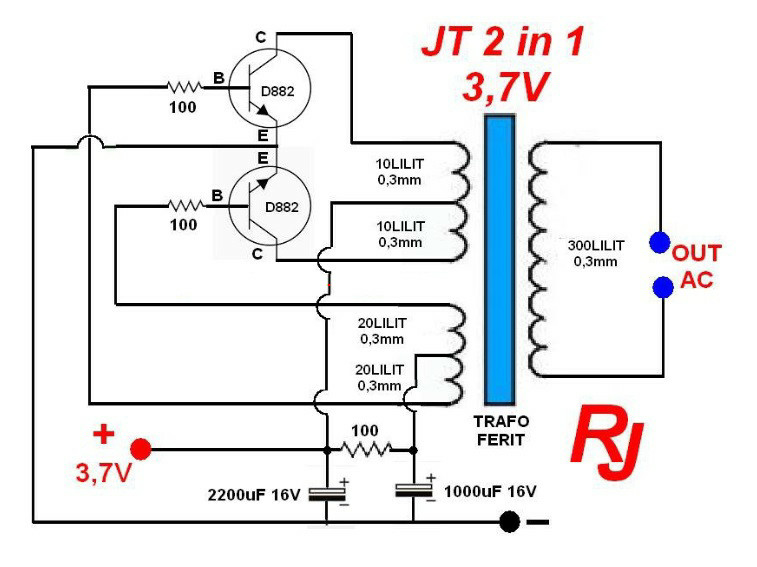 JT 2 in 1
3,7V
C
B
D882
100
E
E
B
D882
100
C
10LILIT
0,3mm
10LILIT
0,3mm
300LILIT
0,3mm
OUT
AC
20LILIT
0,3mm
20LILIT
0,3mm
TRAFO
FERIT
RJ
+
3,7V
100
2200uF 16V
+
−
1000uF 16V
+
−
−